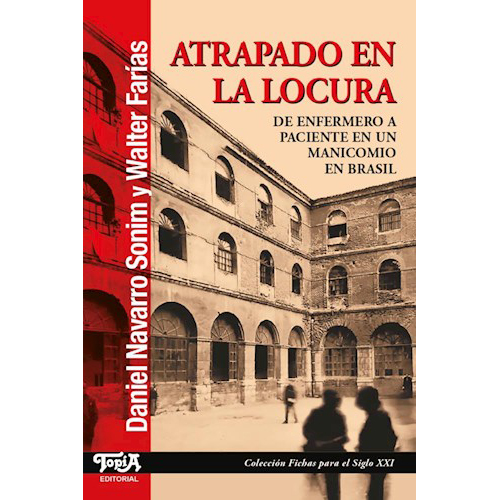 ATRAPADO EN
LA LOCURA
DE ENFERMERO A
PACIENTE EN UN
MANICOMIO
EN BRASIL
Daniel Navarro Sonim y Walter Farías
Topía
EDITORIAL
Colección Fichas para el Siglo XXI